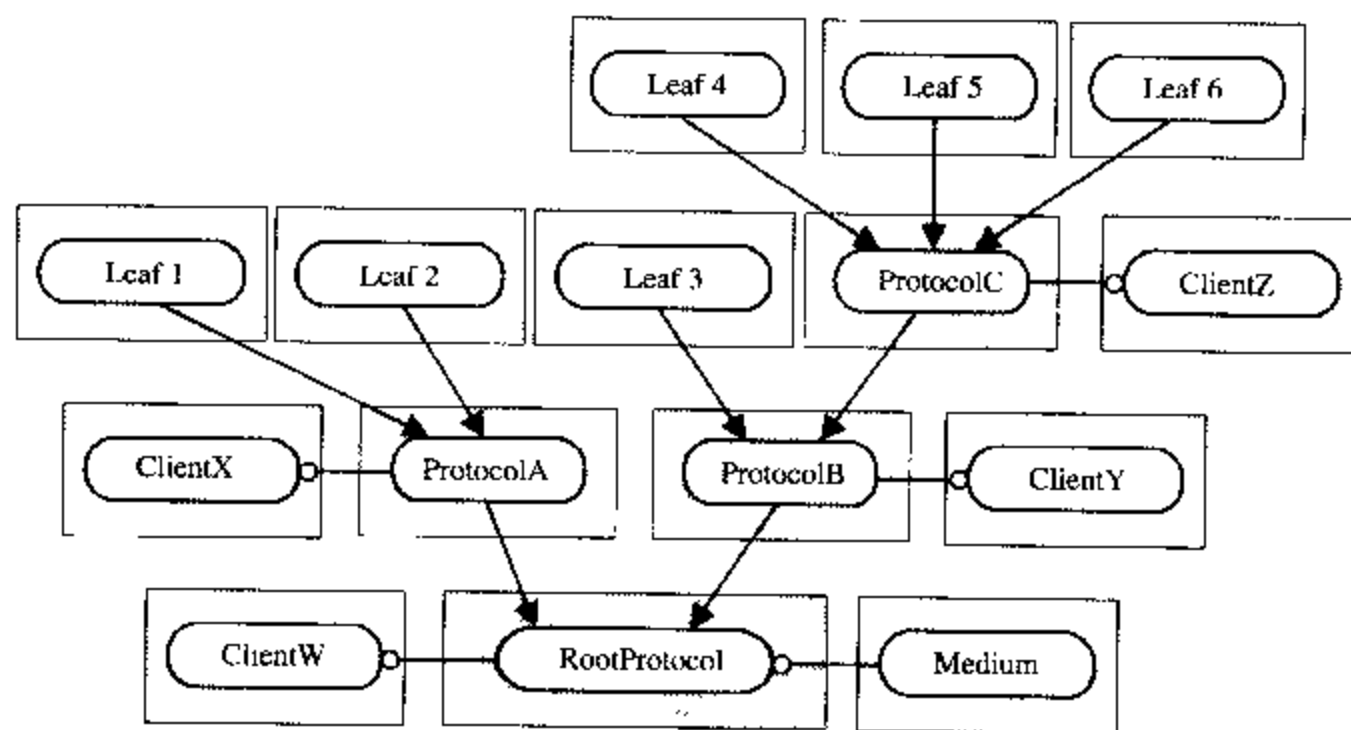 Leaf 4
Leaf 5
Leaf 6
Leaf 1
Leaf 2
Leaf 3
ProtocolC
ClientZ
ClientX
ProtocolA
ProtocolB
ClientY
ClientW
RootProtocol
Medium